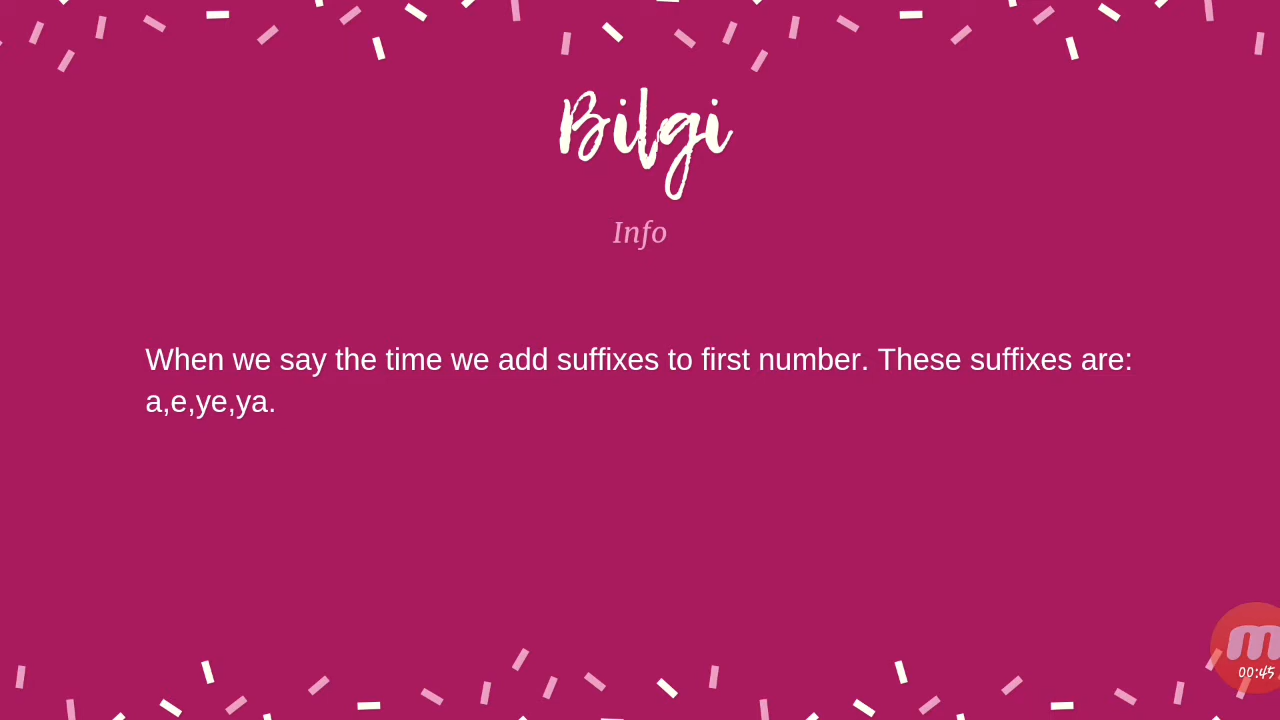 Bilgi
Info
When we say the time we add suffixes to first number. These suffixes are:
a,e,ye,ya.
00:45